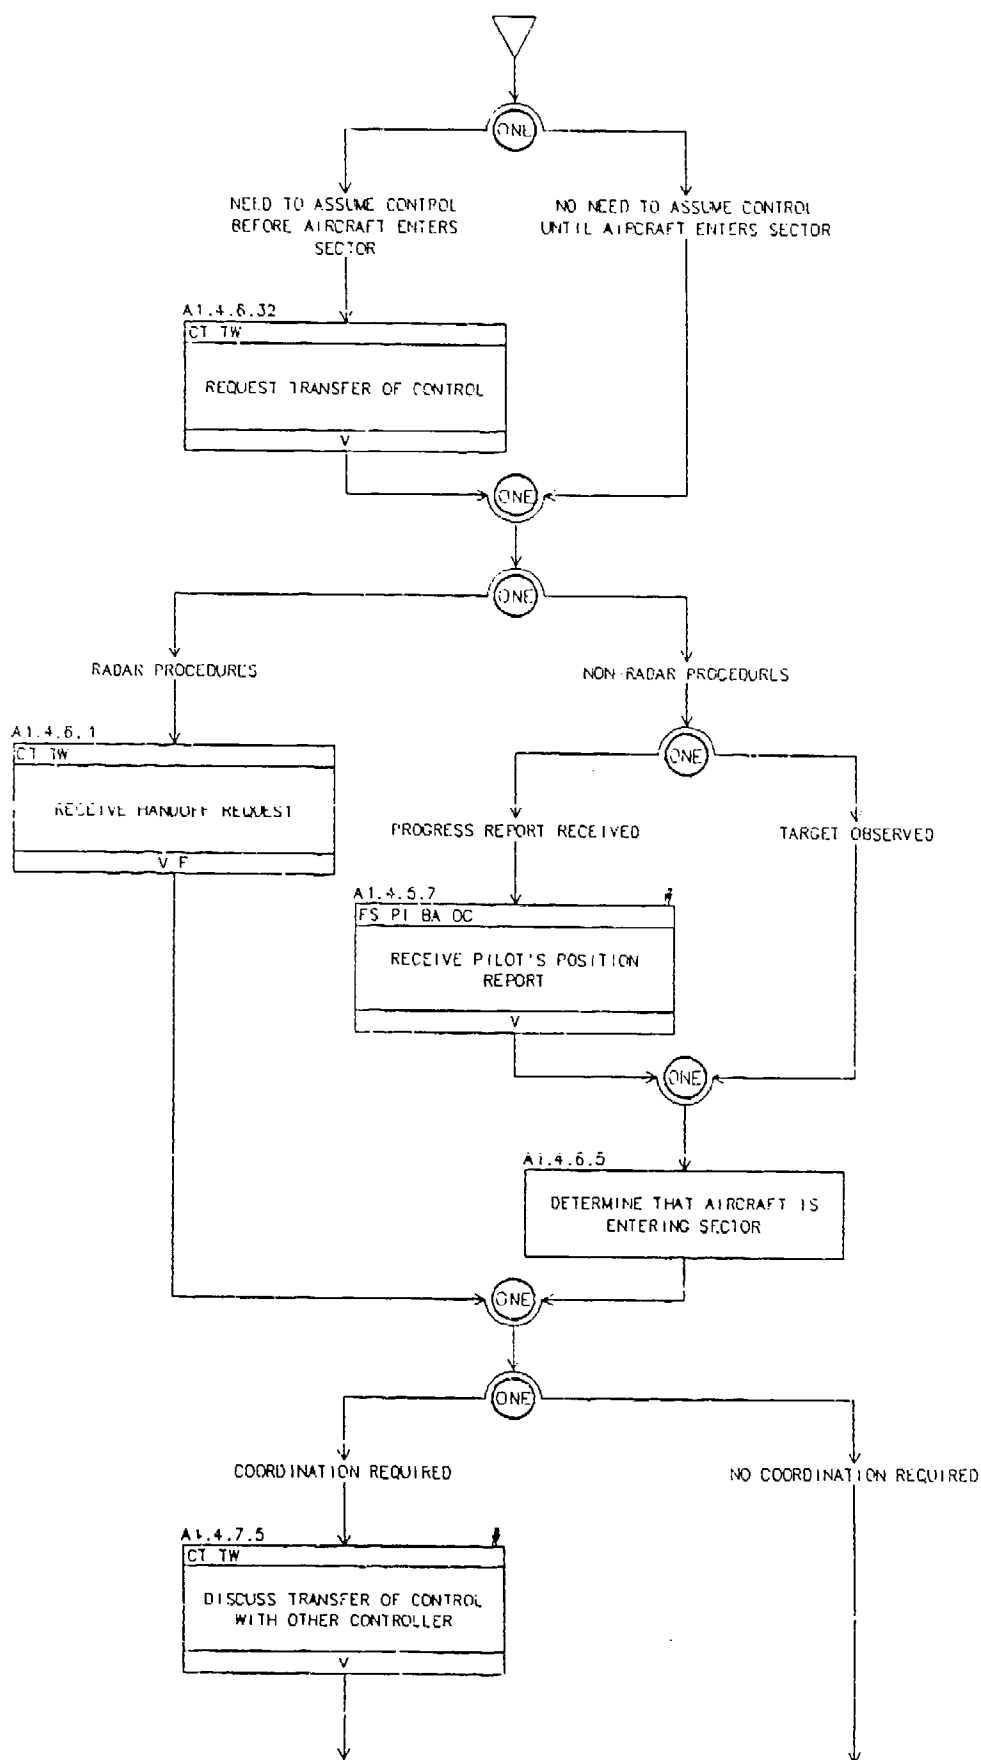 ONE
NEED TO ASSUME CONTROL
BEFORE AIRCRAFT ENTERS
SECTOR
NO NEED TO ASSUME CONTROL
UNTIL AIRCRAFT ENTERS SECTOR
A1.4.6.32
CT TW
REQUEST TRANSFER OF CONTROL
V
ONE
ONE
RADAR PROCEDURES
NON-RADAR PROCEDURES
A1.4.6.1
CT TW
RECEIVE HANDOFF REQUEST
V F
ONE
PROGRESS REPORT RECEIVED
TARGET OBSERVED
A1.4.5.7
FS PI BA OC
RECEIVE PILOT'S POSITION
REPORT
V
ONE
A1.4.6.5
DETERMINE THAT AIRCRAFT IS
ENTERING SECTOR
ONE
ONE
COORDINATION REQUIRED
NO COORDINATION REQUIRED
A1.4.7.5
CT TW
DISCUSS TRANSFER OF CONTROL
WITH OTHER CONTROLLER
V